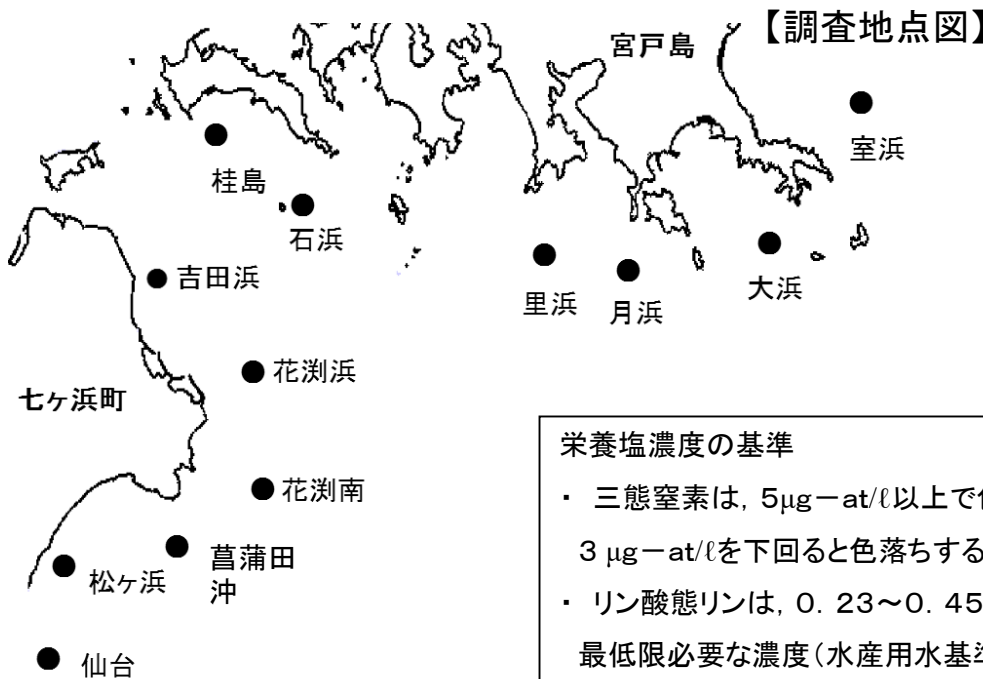 【調査地点図】
宮戸島
室浜
桂島
石浜
大浜
里浜
月浜
吉田浜
花渕浜
七ヶ浜町
花渕南
菖蒲田
沖
松ヶ浜
仙台
栄養塩濃度の基準
・ 三態窒素は，5μg－at/ℓ以上で
3 μg－at/ℓを下回ると色落ちする
・ リン酸態リンは，0．23～0．45
最低限必要な濃度（水産用水基準